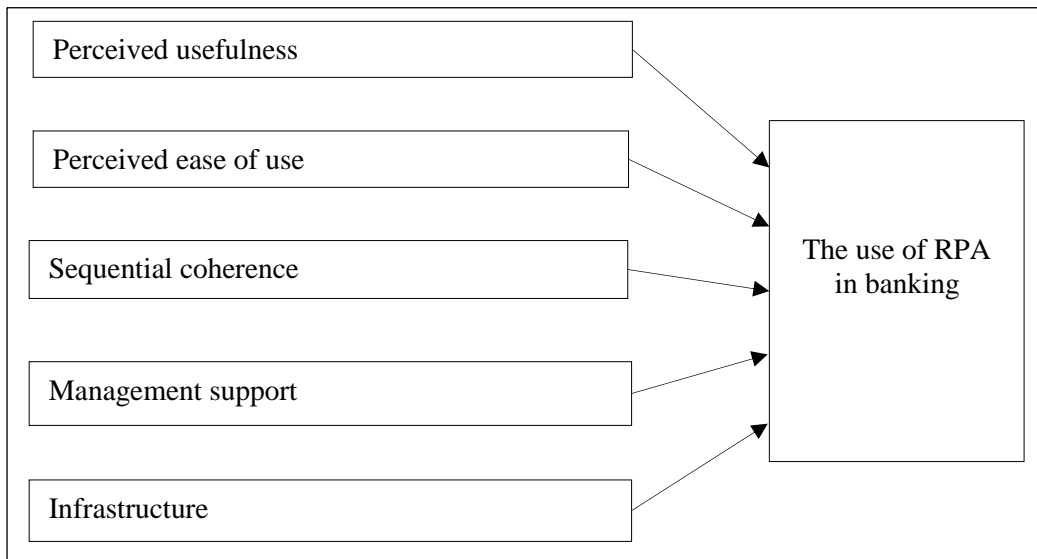 Perceived usefulness
Perceived ease of use
Sequential coherence
Management support
Infrastructure
The use of RPA
in banking